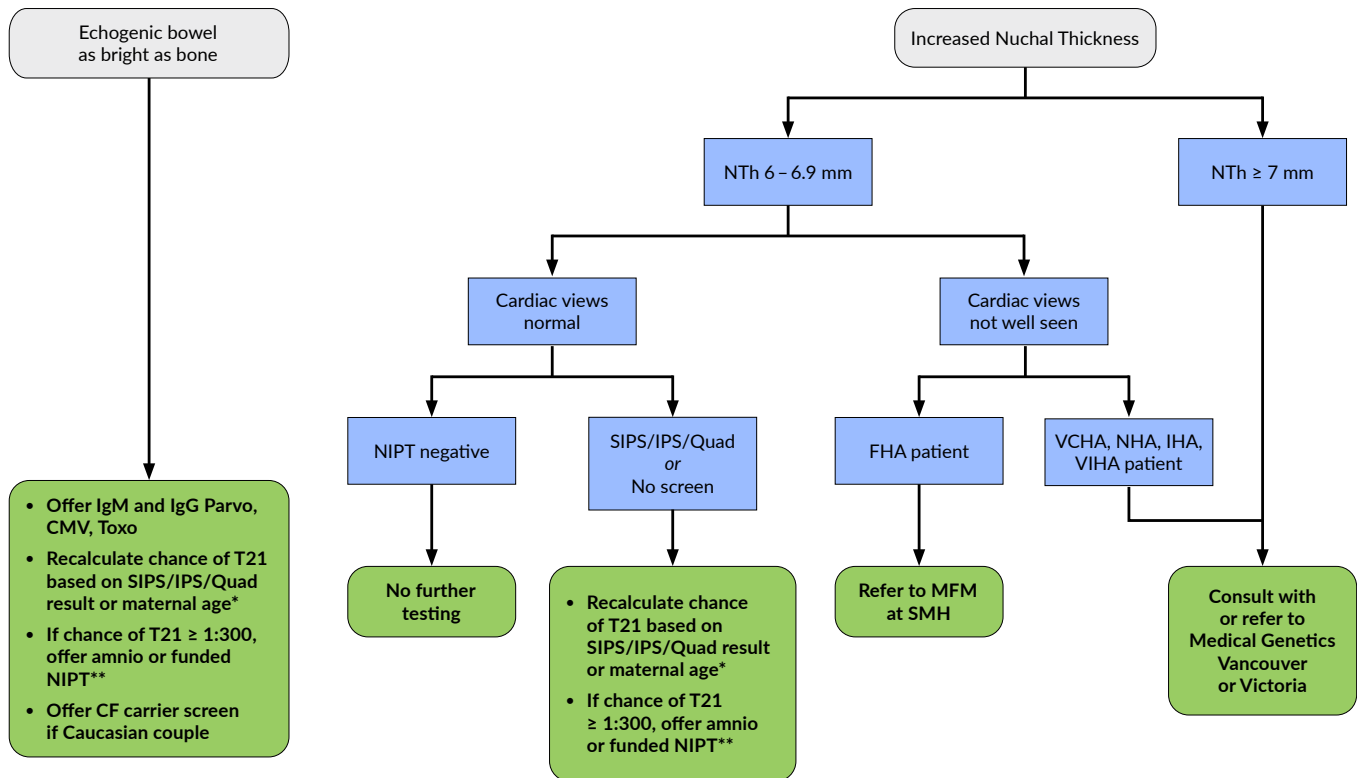 Echogenic bowel
as bright as bone
• Offer IgM and IgG Parvo,
CMV, Toxo
• Recalculate chance of T21
based on SIPS/IPS/Quad
result or maternal age*
• If chance of T21 ≥ 1:300,
offer amnio or funded
NIPT**
• Offer CF carrier screen
if Caucasian couple
Increased Nuchal Thickness
NTh 6 – 6.9 mm
NTh ≥ 7 mm
Cardiac views
normal
Cardiac views
not well seen
NIPT negative
SIPS/IPS/Quad
or
No screen
FHA patient
VCHA, NHA, IHA,
VIHA patient
No further
testing
• Recalculate chance
of T21 based on
SIPS/IPS/Quad result
or maternal age*
• If chance of T21
≥ 1:300, offer amnio
or funded NIPT**
Refer to MFM
at SMH
Consult with
or refer to
Medical Genetics
Vancouver
or Victoria